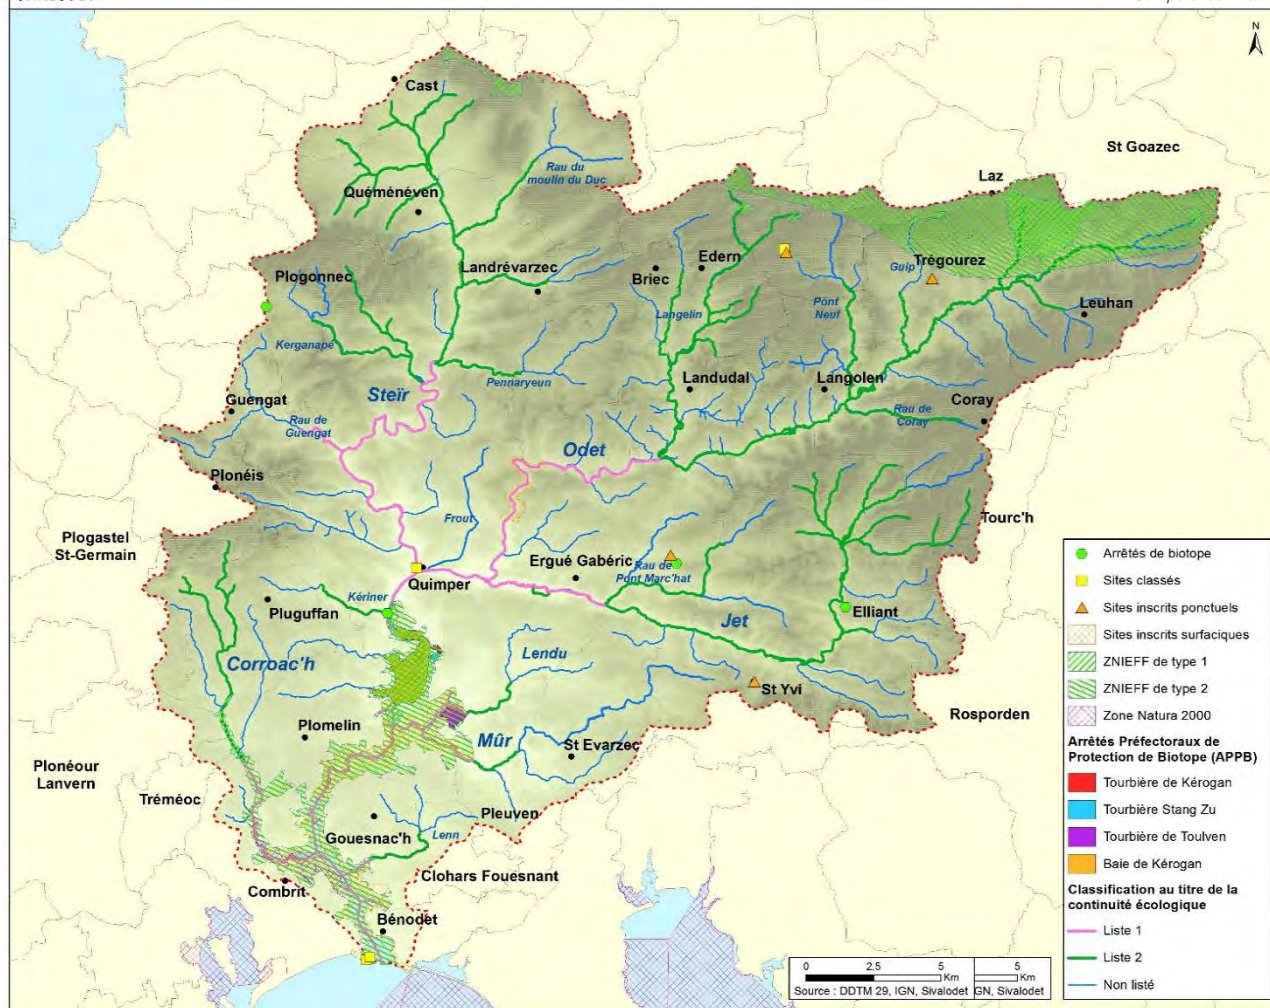 N
Cast
St Goazec
Rau du
moulin du Duc
Laz
Quéménéven
Landrévarzec
Edern
Trégourez
Guip
Plogonnec
Briec
Pont
Neuf
Leuhan
Langelin
Kerganapé
Pennaryeun
Landudal
Langolen
Steïr
Guengat
Coray
Rau de
Guengat
Rau de
Coray
Odet
Plonéis
Frout
Tourc'h
Plogastel
St-Germain
Ergué Gabéric
Rau de
Pont Marc'hat
Quimper
Kériner
Pluguffan
Elliant
Jet
Corroac'h
Lendu
St Yvi
Rosporden
Plomelin
Mûr
St Evarzec
Plonéour
Lanvern
Tréméoc
Pleuven
Gouesnac'h
Lenn
Clohars Fouesnant
Combrit
Bénodet
Arrêtés de biotope
Sites classés
Sites inscrits ponctuels
Sites inscrits surfaciques
ZNIEFF de type 1
ZNIEFF de type 2
Zone Natura 2000
Arrêtés Préfectoraux de
Protection de Biotope (APPB)
Tourbière de Kérogan
Tourbière Stang Zu
Tourbière de Toulven
Baie de Kérogan
Classification au titre de la
continuité écologique
Liste 1
Liste 2
Non listé
0 2,5 5 5
Km Km
Source : DDTM 29, IGN, Sivalodet GN, Sivalodet